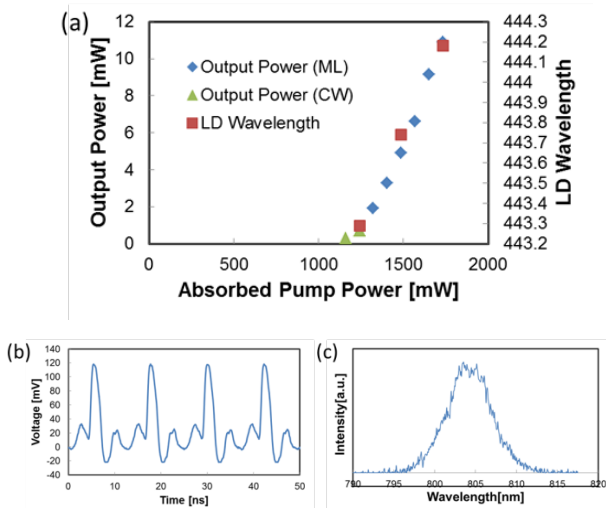 (a)
Output Power [mW]
12
10
8
6
4
2
0
Output Power (ML)
Output Power (CW)
LD Wavelength
444.3
444.2
444.1
444
443.9
443.8
443.7
443.6
443.5
443.4
443.3
443.2
LD Wavelength
0 500 1000 1500 2000
Absorbed Pump Power [mW]
(b)
Voltage [mV]
140
120
100
80
60
40
20
0
-20
-40
0 10 20 30 40 50
Time [ns]
(c)
Intensity[a.u.]
790 795 800 805 810 815 820
Wavelength[nm]